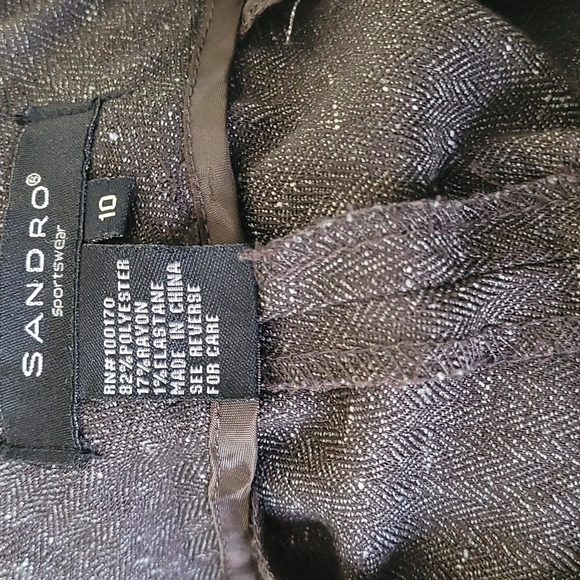 SANDRO®
Sportswear
10
RN#100170
82%POLYESTER
17%RAYON
1%ELASTANE
MADE IN CHINA
SEE REVERSE
FOR CARE